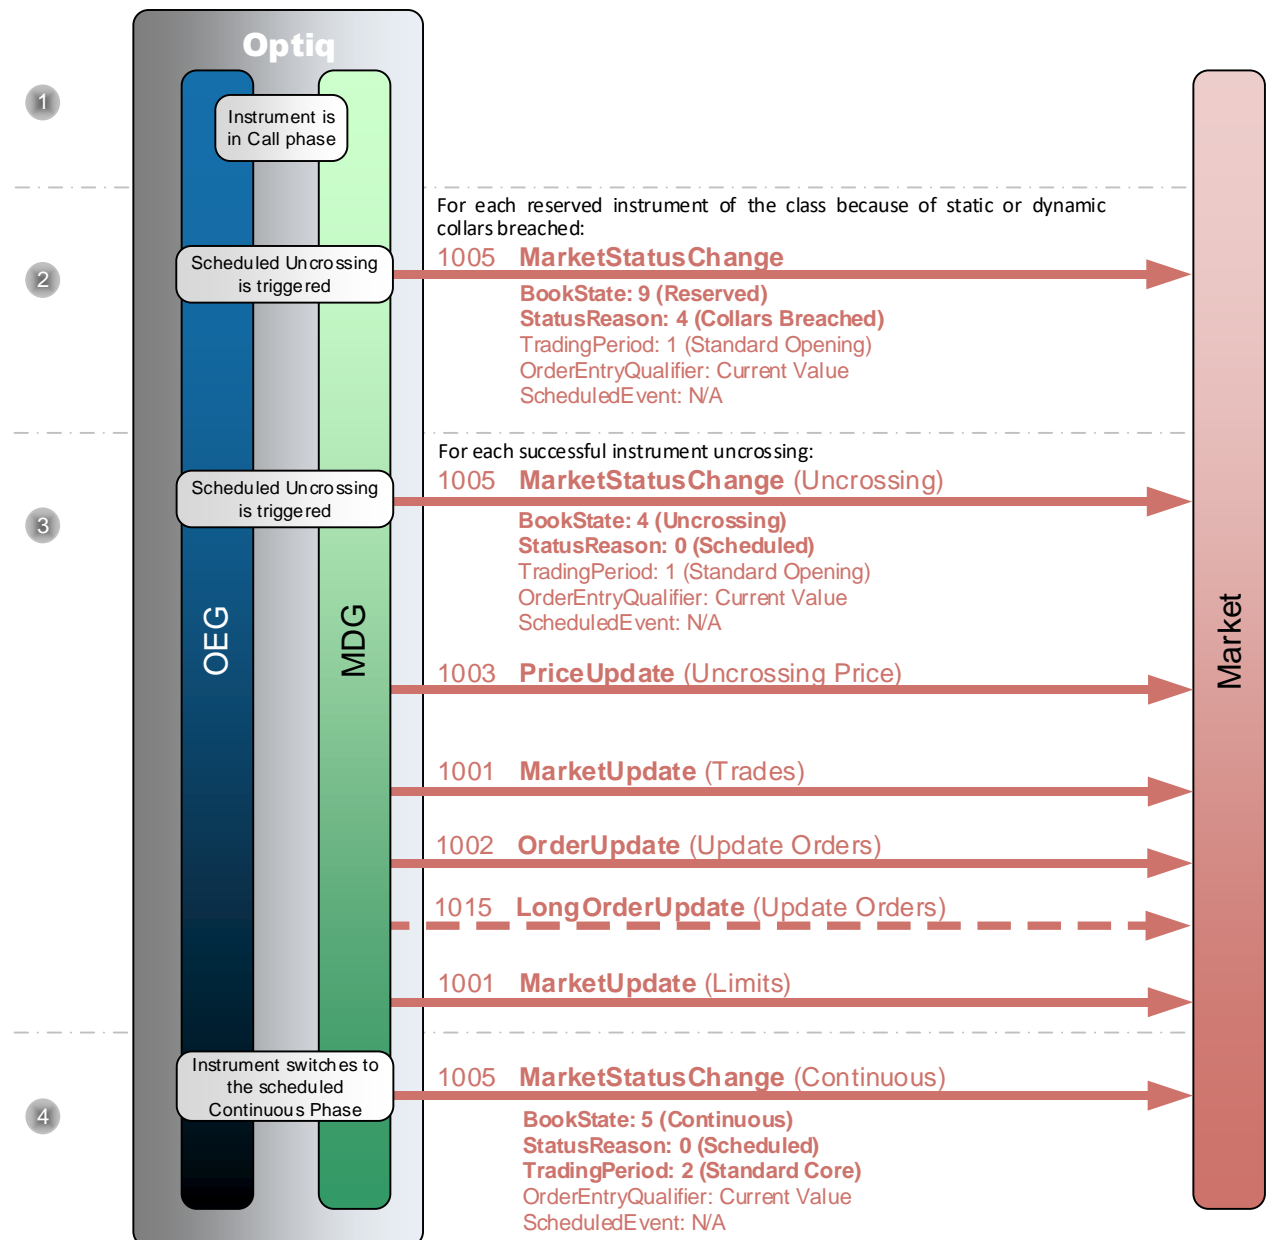 Optiq
1
Instrument is
in Call phase
For each reserved instrument of the class because of static or dynamic
collars breached:
2
Scheduled Uncrossing
is triggered
1005 MarketStatusChange
BookState: 9 (Reserved)
StatusReason: 4 (Collars Breached)
TradingPeriod: 1 (Standard Opening)
OrderEntryQualifier: Current Value
ScheduledEvent: N/A
For each successful instrument uncrossing:
3
Scheduled Uncrossing
is triggered
1005 MarketStatusChange (Uncrossing)
BookState: 4 (Uncrossing)
StatusReason: 0 (Scheduled)
TradingPeriod: 1 (Standard Opening)
OrderEntryQualifier: Current Value
ScheduledEvent: N/A
OEG
MDG
Market
1003 PriceUpdate (Uncrossing Price)
1001 MarketUpdate (Trades)
1002 OrderUpdate (Update Orders)
1015 LongOrderUpdate (Update Orders)
1001 MarketUpdate (Limits)
4
Instrument switches to
the scheduled
Continuous Phase
1005 MarketStatusChange (Continuous)
BookState: 5 (Continuous)
StatusReason: 0 (Scheduled)
TradingPeriod: 2 (Standard Core)
OrderEntryQualifier: Current Value
ScheduledEvent: N/A